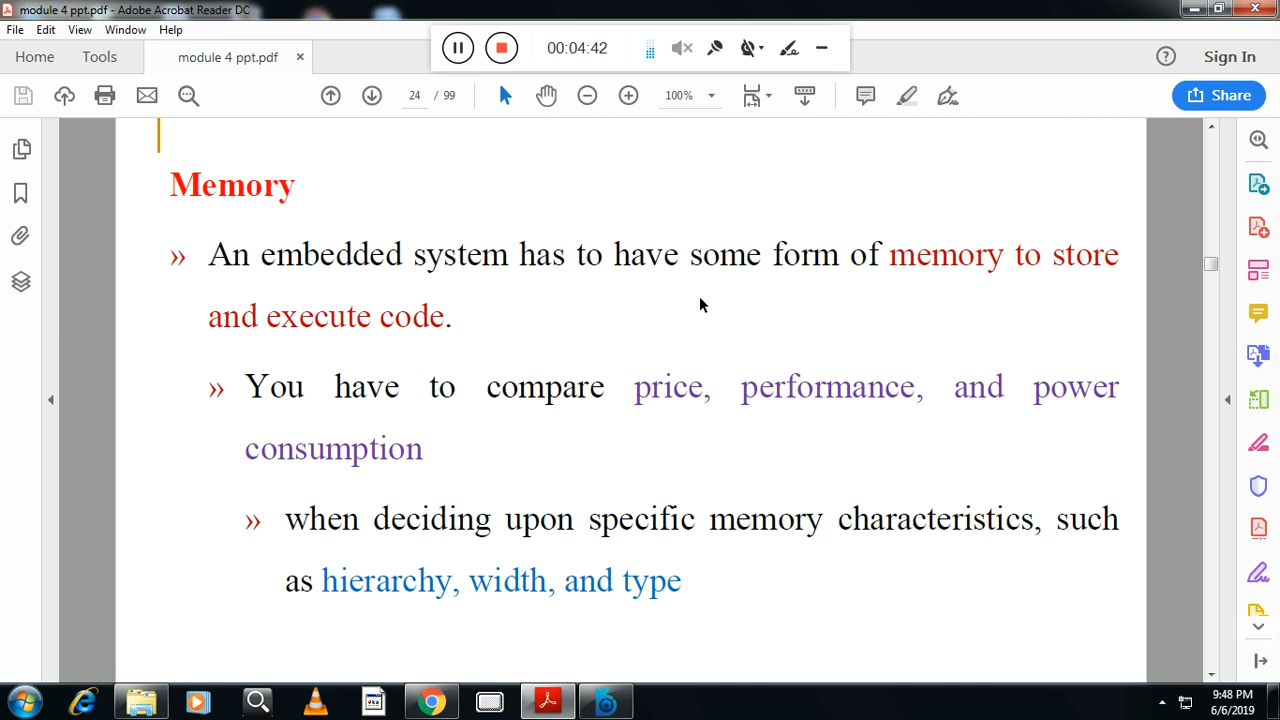 module 4 ppt.pdf - Adobe Acrobat Reader DC
File Edit View Window Help
Home Tools module 4 ppt.pdf × 00:04:42 Sign In
24 / 99 100% Share
Memory
» An embedded system has to have some form of memory to store
and execute code.
» You have to compare price, performance, and power
consumption
» when deciding upon specific memory characteristics, such
as hierarchy, width, and type
9:48 PM
6/6/2019